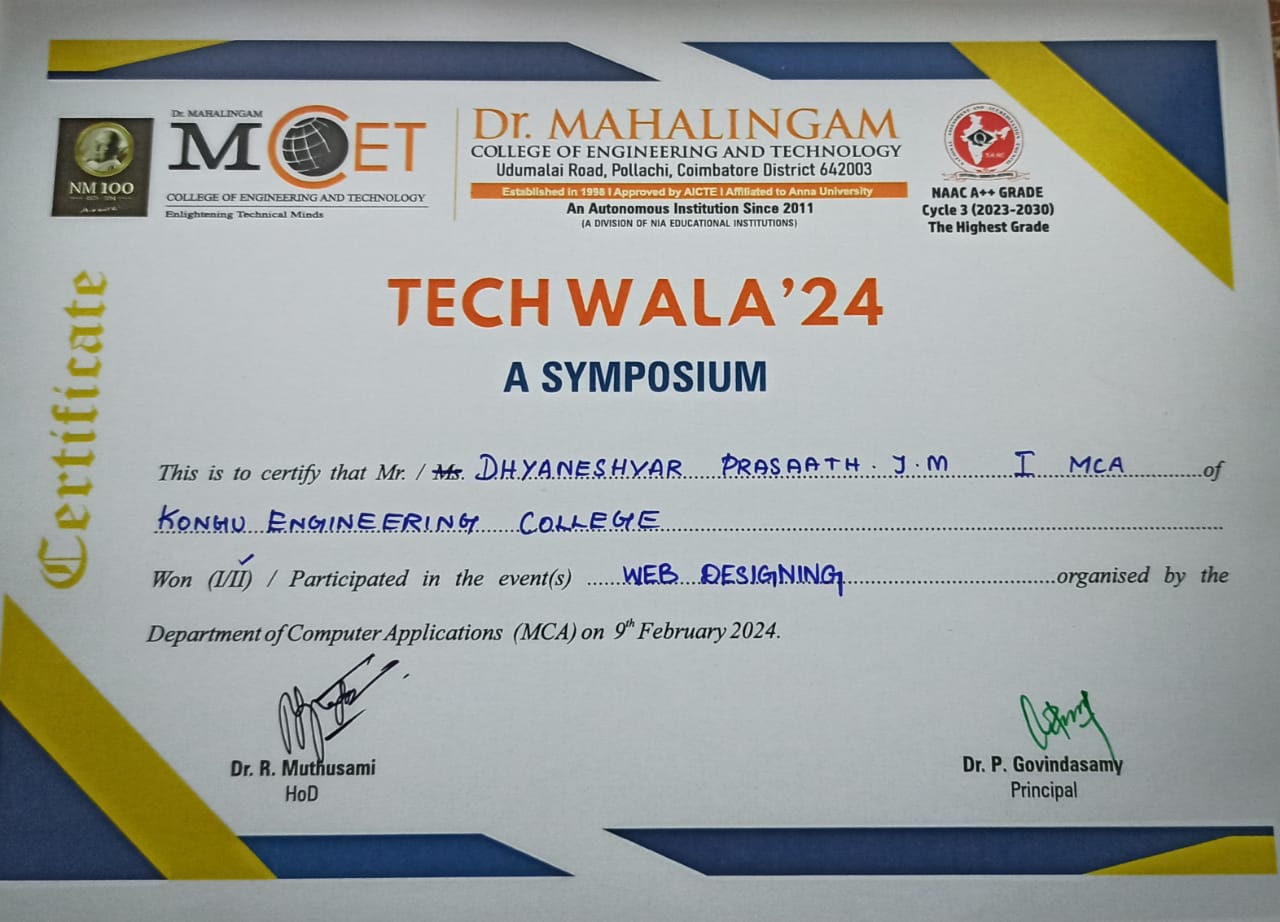 NM 100
Dr. MAHALINGAM
MCET
COLLEGE OF ENGINEERING AND TECHNOLOGY
Enlightening Technical Minds
Dr. MAHALINGAM
COLLEGE OF ENGINEERING AND TECHNOLOGY
Udumalai Road, Pollachi, Coimbatore District 642003
Established in 1998 I Approved by AICTE I Affiliated to Anna University
An Autonomous Institution Since 2011
(A DIVISION OF NIA EDUCATIONAL INSTITUTIONS)
NAAC A++ GRADE
Cycle 3 (2023-2030)
The Highest Grade
Certificate
TECH WALA'24
A SYMPOSIUM
This is to certify that Mr. / Ms. DHYANESHVAR PRASAATH. J.M I MCA of
KONGU ENGINEERING COLLEGE
Won (I/II) / Participated in the event(s) WEB DESIGNING organised by the
Department of Computer Applications (MCA) on 9th February 2024.
Dr. R. Muthusami
HoD
Dr. P. Govindasamy
Principal